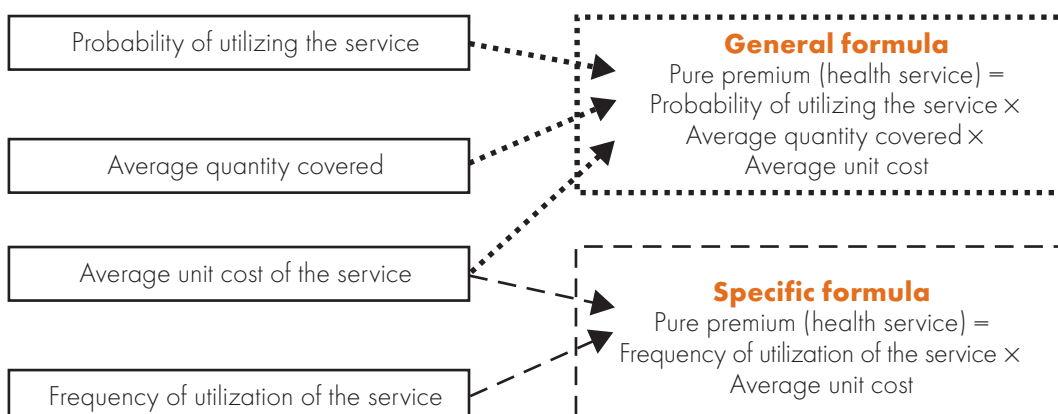 Probability of utilizing the service
Average quantity covered
Average unit cost of the service
Frequency of utilization of the service
General formula
Pure premium (health service) =
Probability of utilizing the service ×
Average quantity covered ×
Average unit cost
Specific formula
Pure premium (health service) =
Frequency of utilization of the service ×
Average unit cost